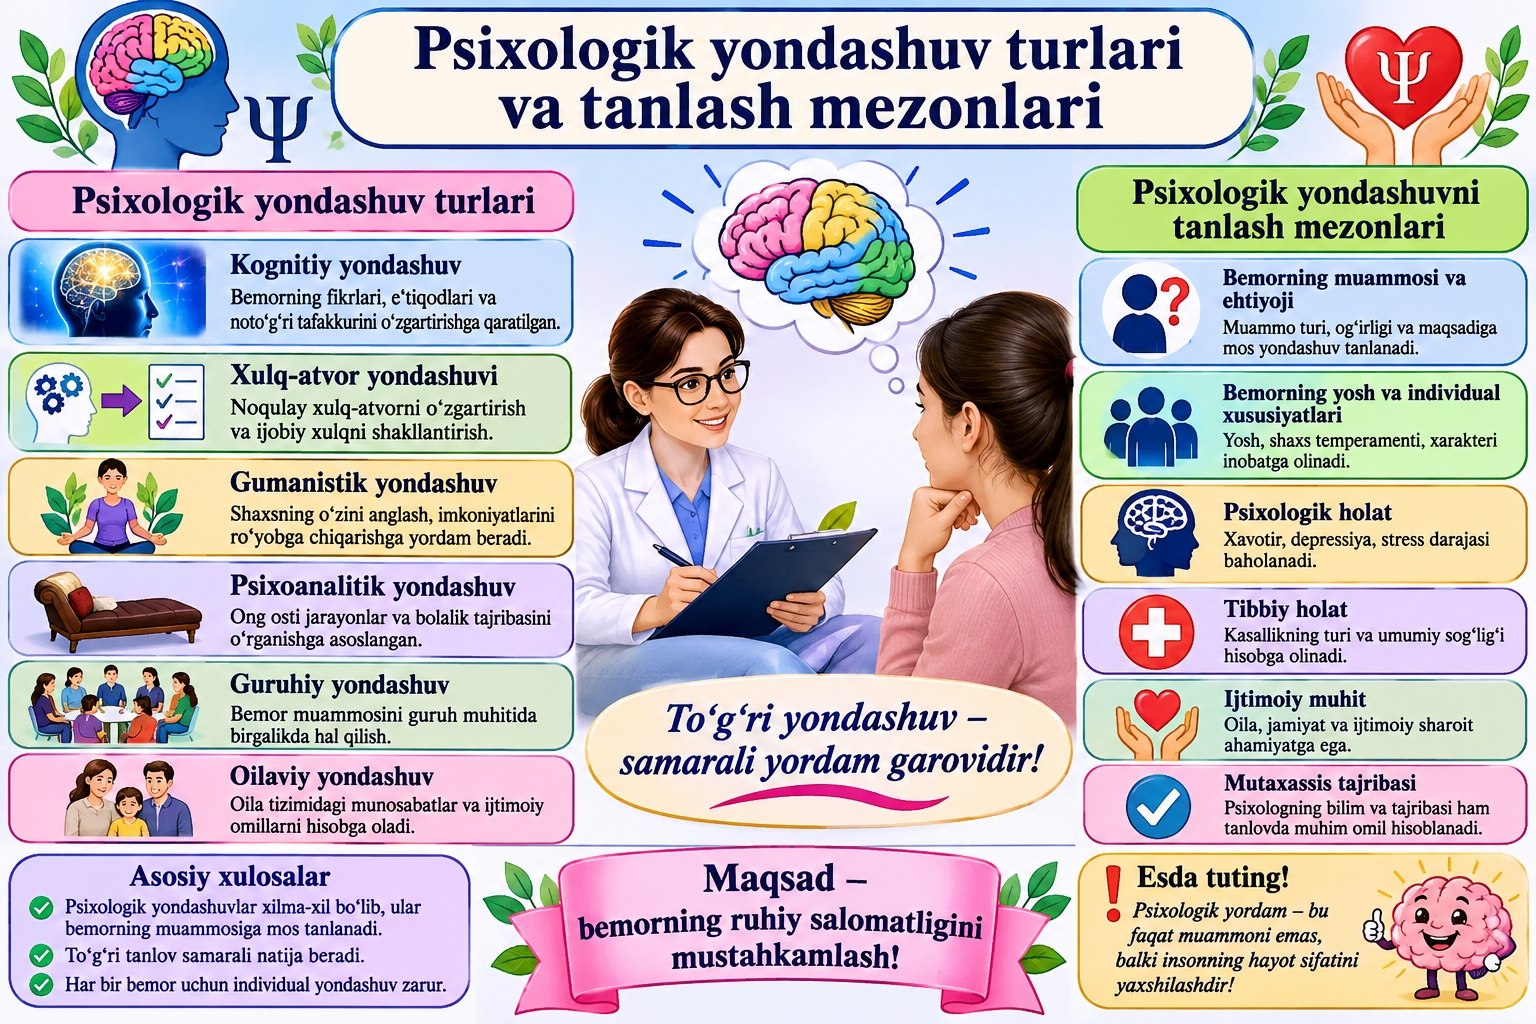 Psixologik yondashuv turlari
va tanlash mezonlari
Ψ
Ψ
Psixologik yondashuv turlari
Kognitiy yondashuv
Bemorning fikrlari, e‘tiqodlari va
noto‘g‘ri tafakkurini o‘zgartirishga qaratilgan.
Xulq-atvor yondashuvi
Noqulay xulq-atvorni o‘zgartirish
va ijobiy xulqni shakllantirish.
Gumanistik yondashuv
Shaxsning o‘zini anglash, imkoniyatlarini
ro‘yobga chiqarishga yordam beradi.
Psixoanalitik yondashuv
Ong osti jarayonlar va bolalik tajribasini
o‘rganishga asoslangan.
Guruhiy yondashuv
Bemor muammosini guruh muhitida
birgalikda hal qilish.
Oilaviy yondashuv
Oila tizimidagi munosabatlar va ijtimoiy
omillarni hisobga oladi.
To‘g‘ri yondashuv –
samarali yordam garovidir!
Psixologik yondashuvni
tanlash mezonlari
?
Bemorning muammosi va
ehtiyoji
Muammo turi, og‘irligi va maqsadiga
mos yondashuv tanlanadi.
Bemorning yosh va individual
xususiyatlari
Yosh, shaxs temperamenti, xarakteri
inobatga olinadi.
Psixologik holat
Xavotir, depressiya, stress darajasi
baholanadi.
Tibbiy holat
Kasallikning turi va umumiy sog‘lig‘i
hisobga olinadi.
Ijtimoiy muhit
Oila, jamiyat va ijtimoiy sharoit
ahamiyatga ega.
Mutaxassis tajribasi
Psixologning bilim va tajribasi ham
tanlovda muhim omil hisoblanadi.
Asosiy xulosalar
Psixologik yondashuvlar xilma-xil bo‘lib, ular
bemorning muammosiga mos tanlanadi.
To‘g‘ri tanlov samarali natija beradi.
Har bir bemor uchun individual yondashuv zarur.
Maqsad –
bemorning ruhiy salomatligini
mustahkamlash!
! Esda tuting!
Psixologik yordam – bu
faqat muammoni emas,
balki insonning hayot sifatini
yaxshilashdir!